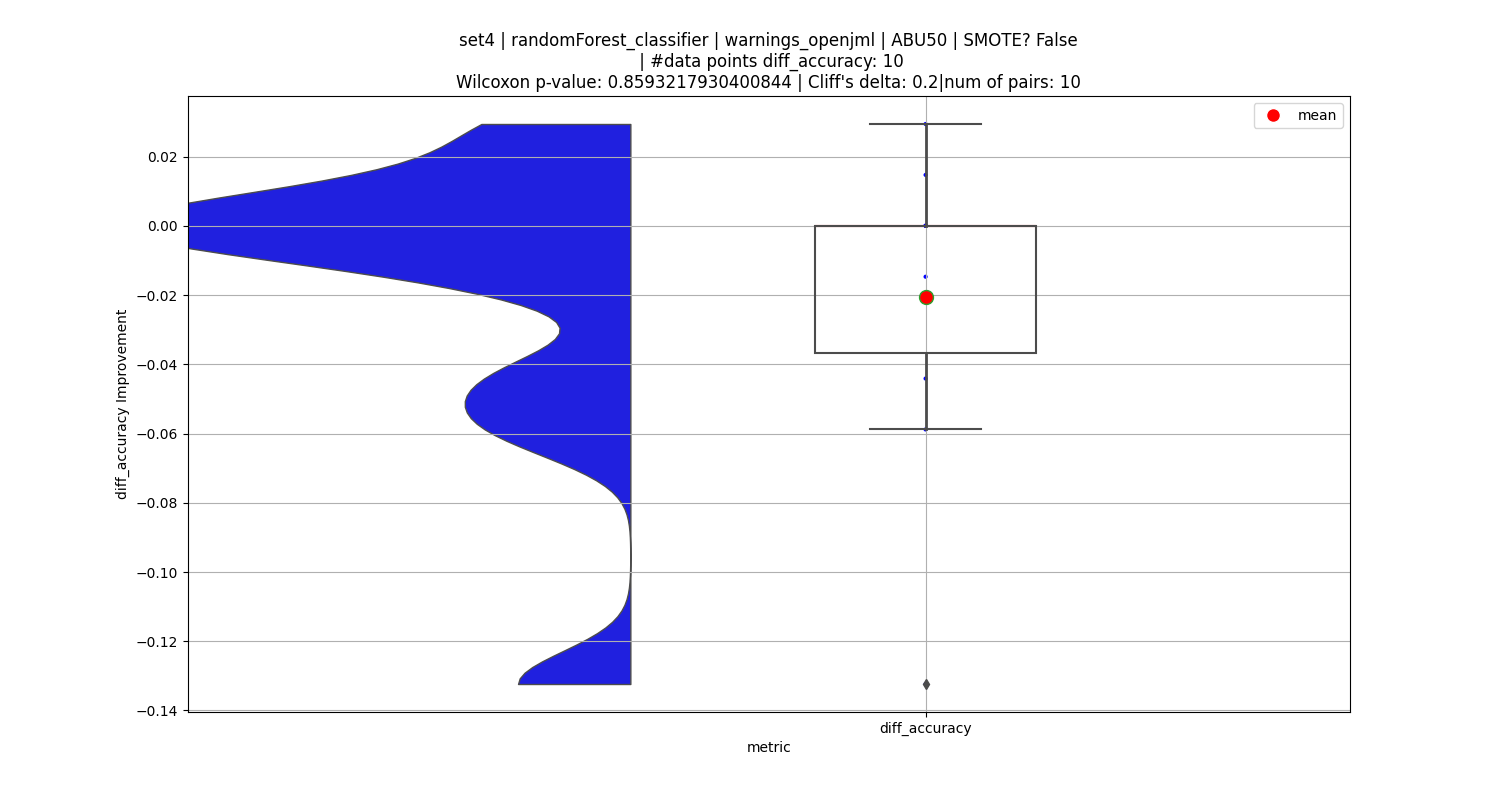 set4 | randomForest_classifier | warnings_openjml | ABU50 | SMOTE? False
| #data points diff_accuracy: 10
Wilcoxon p-value: 0.8593217930400844 | Cliff's delta: 0.2|num of pairs: 10
mean
0.02
0.00
−0.02
−0.04
−0.06
−0.08
−0.10
−0.12
−0.14
diff_accuracy Improvement
diff_accuracy
metric